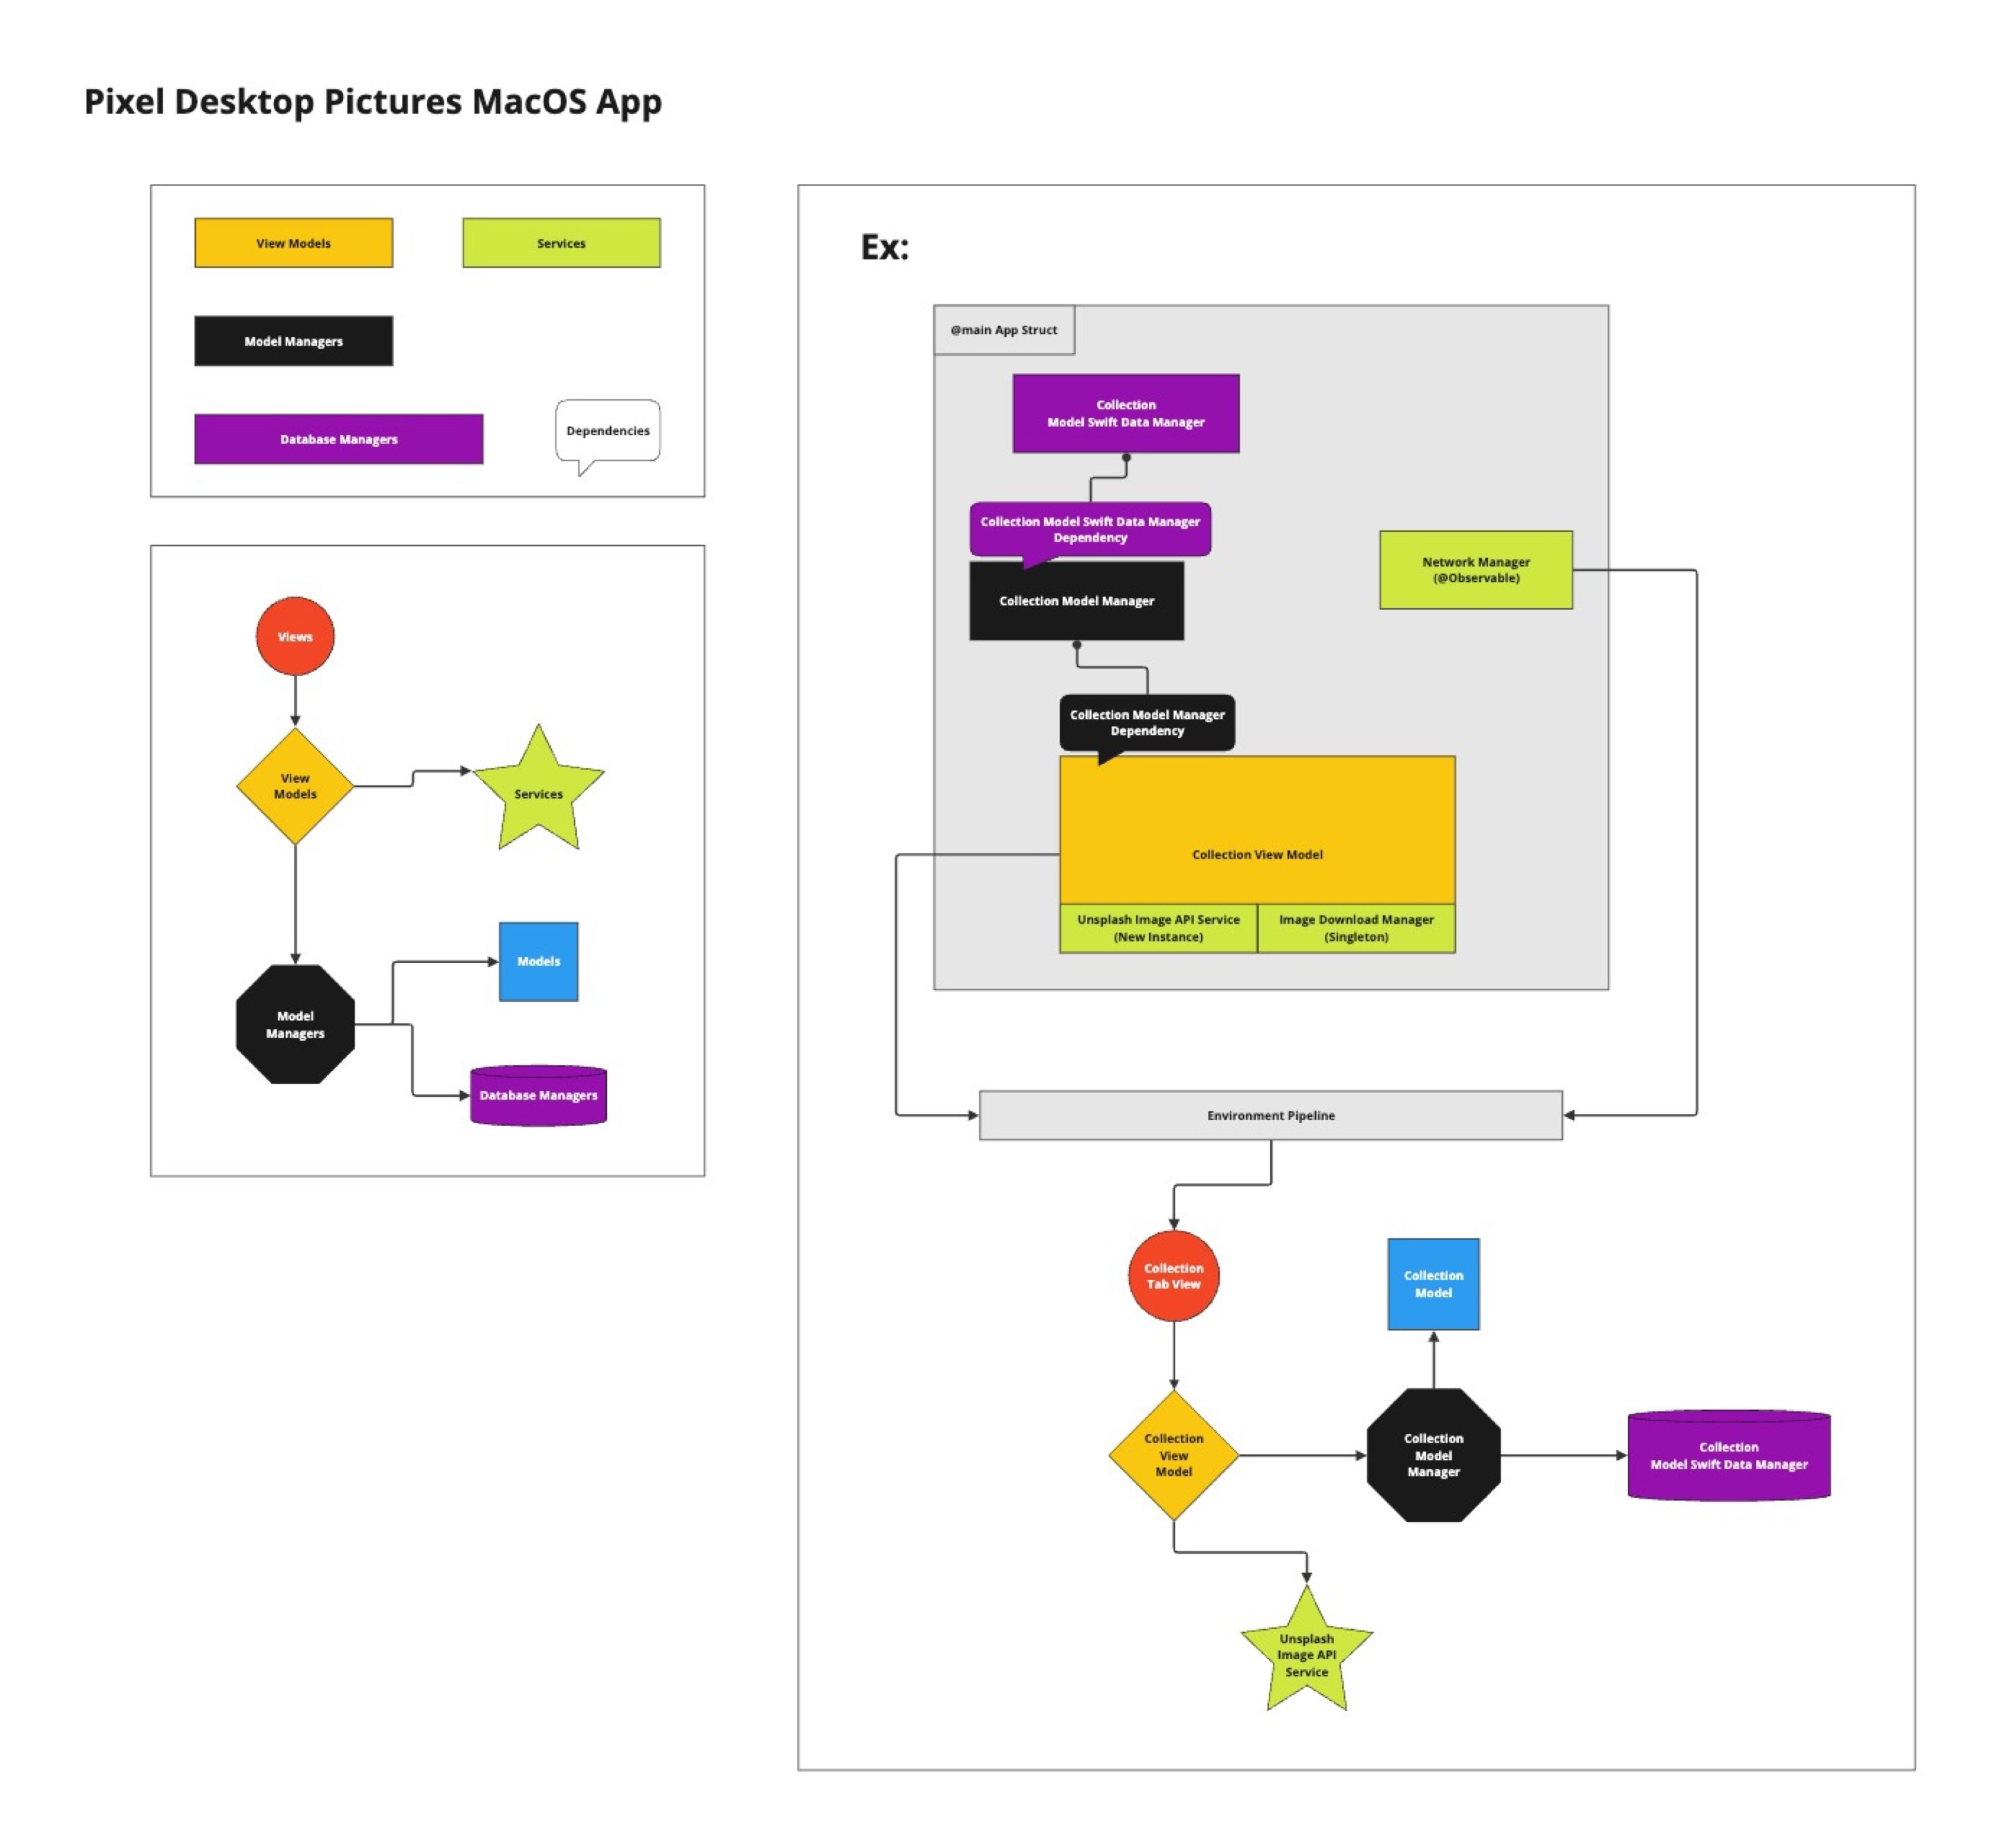 Pixel Desktop Pictures MacOS App
View Models
Services
Model Managers
Database Managers
Dependencies
Views
View
Models
Services
Models
Model
Managers
Database Managers
Ex:
@main App Struct
Collection
Model Swift Data Manager
Collection Model Swift Data Manager
Dependency
Network Manager
(@Observable)
Collection Model Manager
Collection Model Manager
Dependency
Collection View Model
Unsplash Image API Service
(New Instance)
Image Download Manager
(Singleton)
Environment Pipeline
Collection
Tab View
Collection
Model
Collection
View
Model
Collection
Model
Manager
Collection
Model Swift Data Manager
Unsplash
Image API
Service